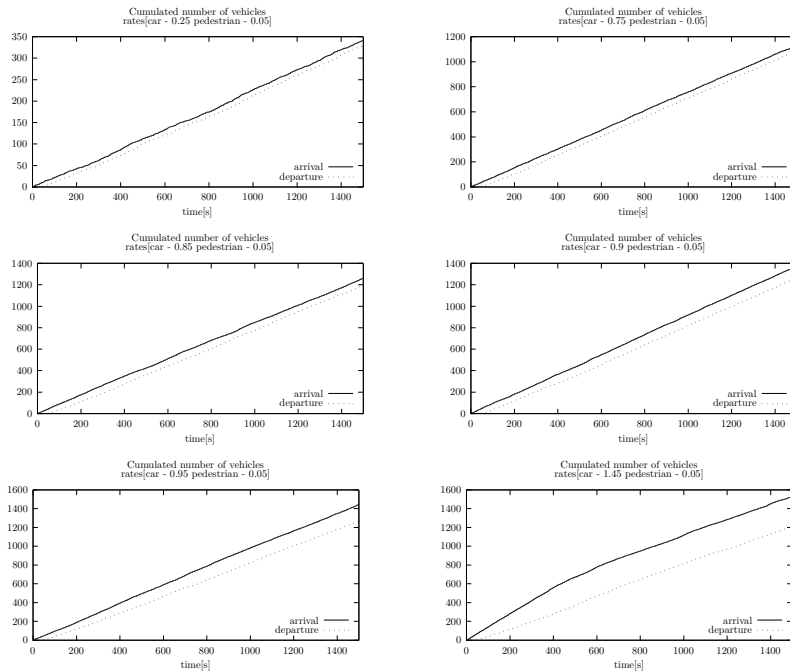 Cumulated number of vehicles
rates[car - 0.25 pedestrian - 0.05]
350
300
250
200
150
100
50
0
0 200 400 600 800 1000 1200 1400
time[s]
arrival
departure
Cumulated number of vehicles
rates[car - 0.75 pedestrian - 0.05]
1200
1000
800
600
400
200
0
0 200 400 600 800 1000 1200 1400
time[s]
arrival
departure
Cumulated number of vehicles
rates[car - 0.85 pedestrian - 0.05]
1400
1200
1000
800
600
400
200
0
0 200 400 600 800 1000 1200 1400
time[s]
arrival
departure
Cumulated number of vehicles
rates[car - 0.9 pedestrian - 0.05]
1400
1200
1000
800
600
400
200
0
0 200 400 600 800 1000 1200 1400
time[s]
arrival
departure
Cumulated number of vehicles
rates[car - 0.95 pedestrian - 0.05]
1600
1400
1200
1000
800
600
400
200
0
0 200 400 600 800 1000 1200 1400
time[s]
arrival
departure
Cumulated number of vehicles
rates[car - 1.45 pedestrian - 0.05]
1600
1400
1200
1000
800
600
400
200
0
0 200 400 600 800 1000 1200 1400
time[s]
arrival
departure